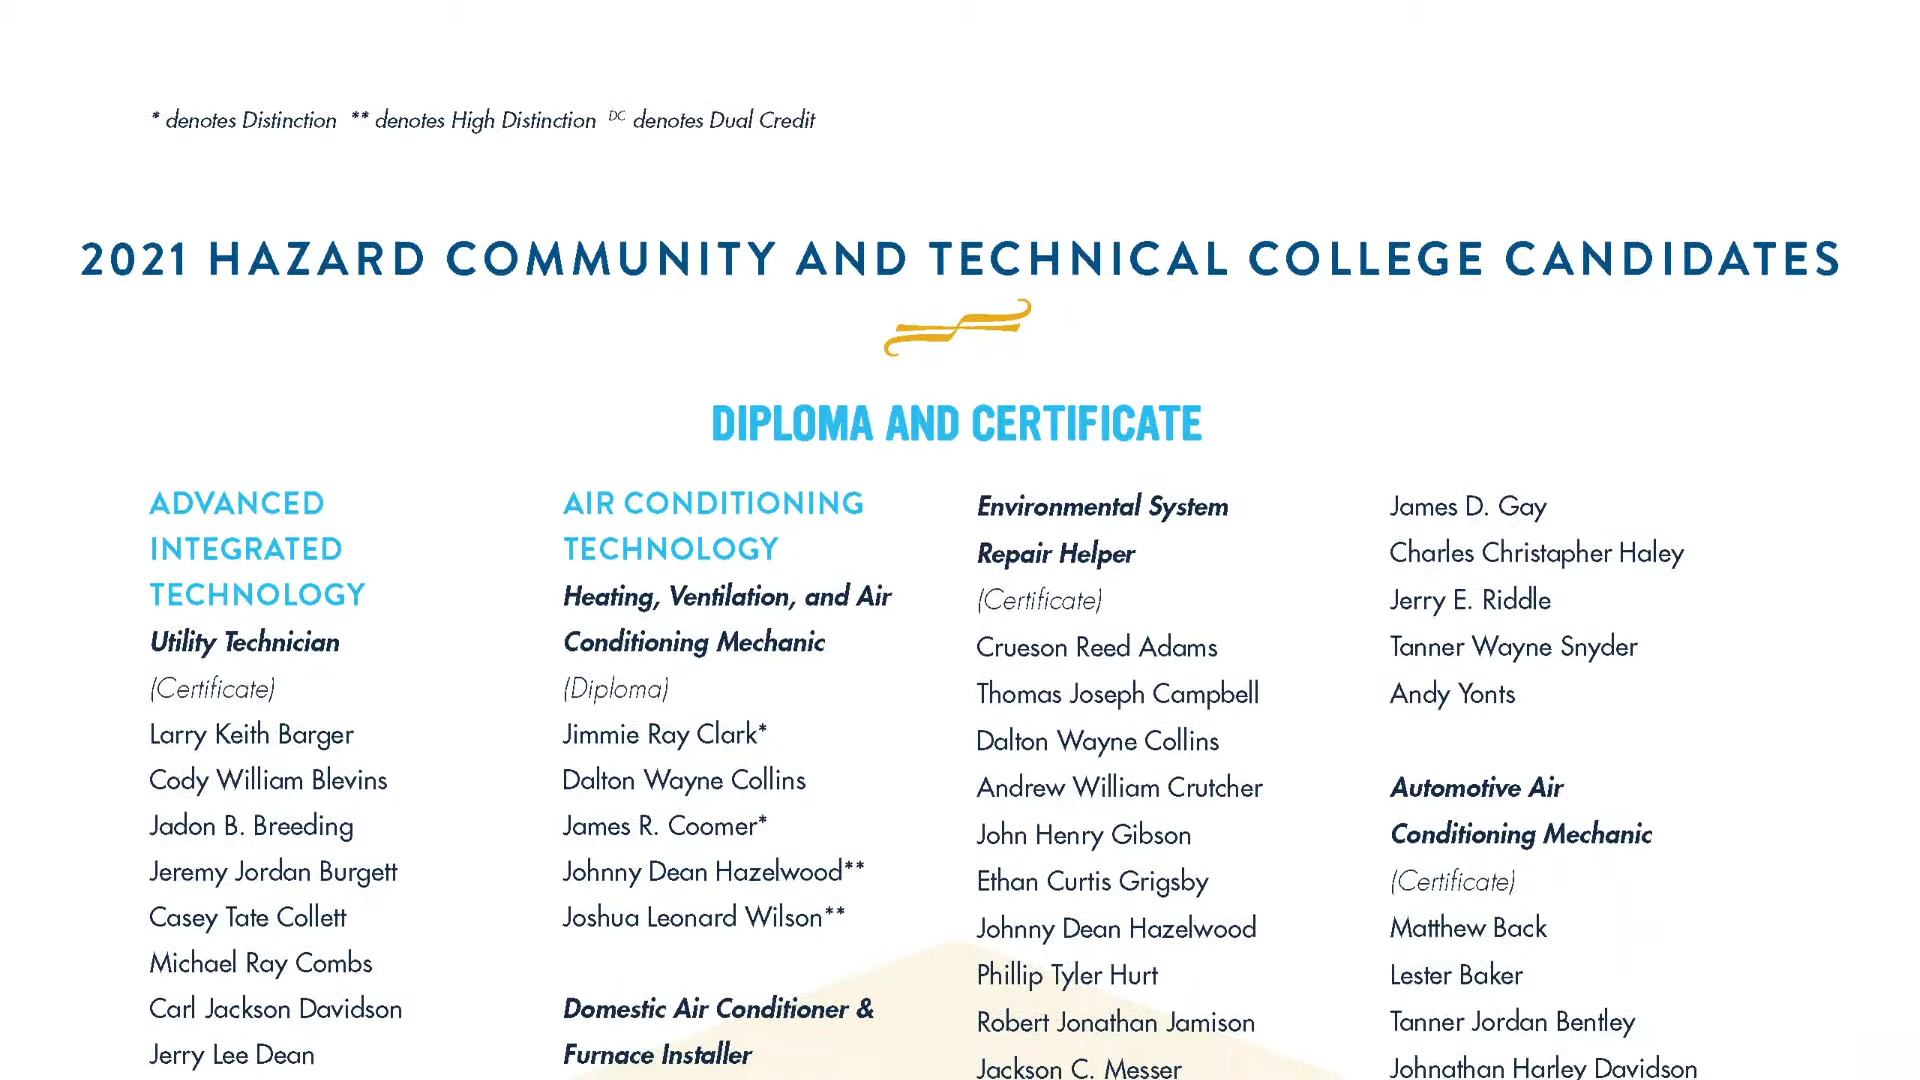 * denotes Distinction ** denotes High Distinction DC denotes Dual Credit
2021 HAZARD COMMUNITY AND TECHNICAL COLLEGE CANDIDATES
DIPLOMA AND CERTIFICATE
ADVANCED
INTEGRATED
TECHNOLOGY
Utility Technician
(Certificate)
Larry Keith Barger
Cody William Blevins
Jadon B. Breeding
Jeremy Jordan Burgett
Casey Tate Collett
Michael Ray Combs
Carl Jackson Davidson
Jerry Lee Dean
AIR CONDITIONING
TECHNOLOGY
Heating, Ventilation, and Air
Conditioning Mechanic
(Diploma)
Jimmie Ray Clark*
Dalton Wayne Collins
James R. Coomer*
Johnny Dean Hazelwood**
Joshua Leonard Wilson**
Domestic Air Conditioner &
Furnace Installer
Environmental System
Repair Helper
(Certificate)
Crueson Reed Adams
Thomas Joseph Campbell
Dalton Wayne Collins
Andrew William Crutcher
John Henry Gibson
Ethan Curtis Grigsby
Johnny Dean Hazelwood
Phillip Tyler Hurt
Robert Jonathan Jamison
Jackson C. Messer
James D. Gay
Charles Christapher Haley
Jerry E. Riddle
Tanner Wayne Snyder
Andy Yonts
Automotive Air
Conditioning Mechanic
(Certificate)
Matthew Back
Lester Baker
Tanner Jordan Bentley
Johnathan Harley Davidson